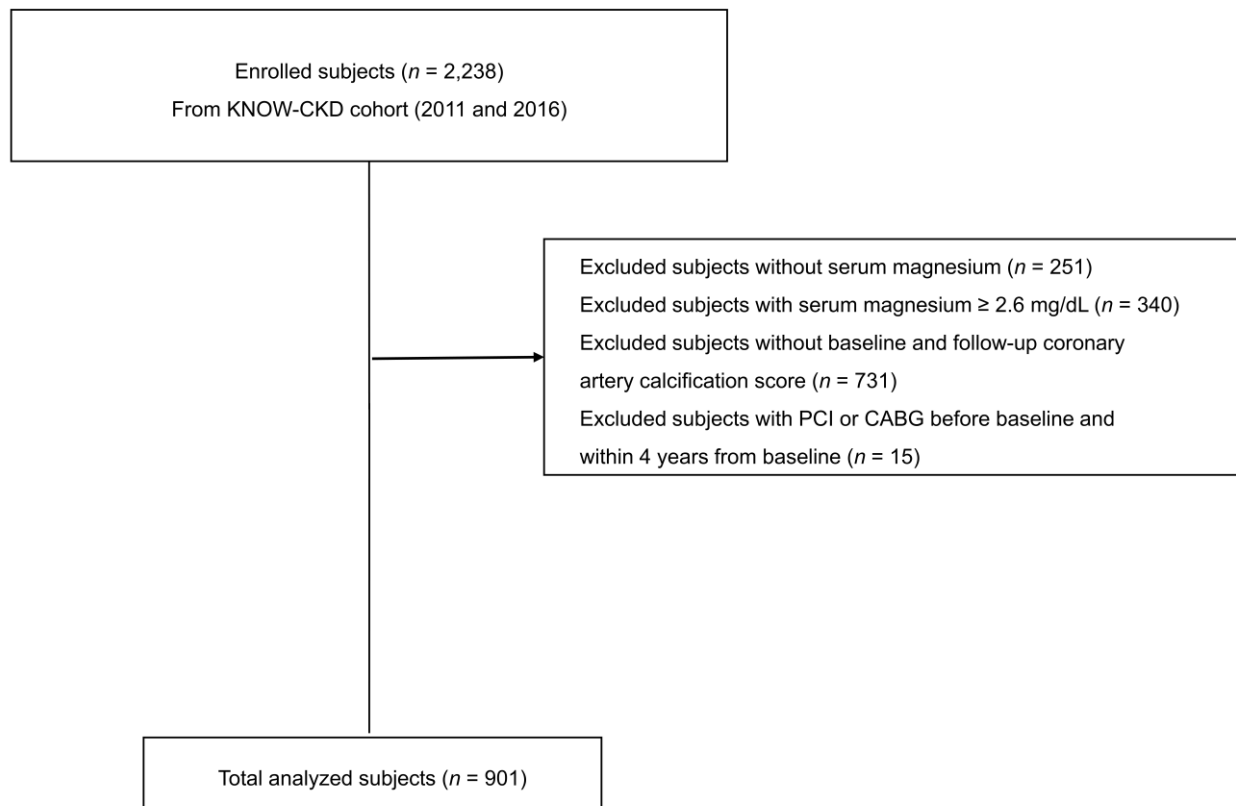 Enrolled subjects (n = 2,238)
From KNOW-CKD cohort (2011 and 2016)
Excluded subjects without serum magnesium (n = 251)
Excluded subjects with serum magnesium ≥ 2.6 mg/dL (n = 340)
Excluded subjects without baseline and follow-up coronary
artery calcification score (n = 731)
Excluded subjects with PCI or CABG before baseline and
within 4 years from baseline (n = 15)
Total analyzed subjects (n = 901)